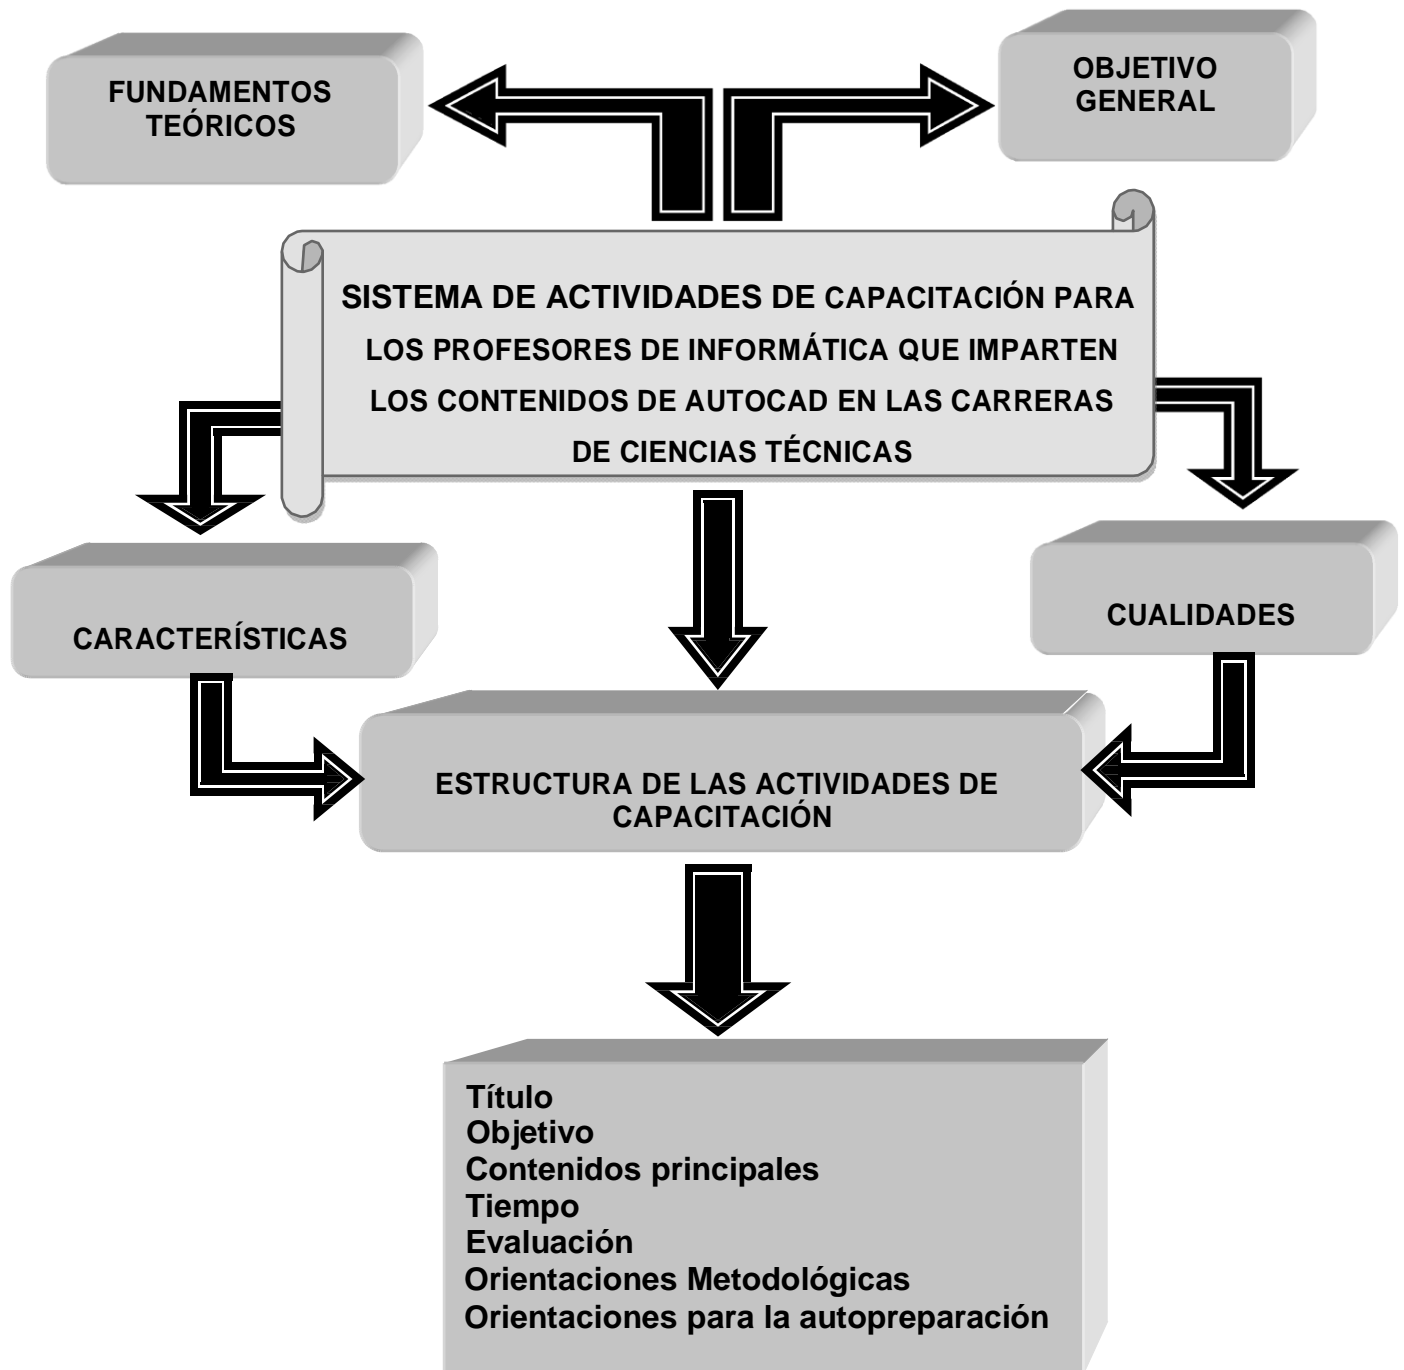 FUNDAMENTOS
TEÓRICOS
OBJETIVO
GENERAL
SISTEMA DE ACTIVIDADES DE CAPACITACIÓN PARA
LOS PROFESORES DE INFORMÁTICA QUE IMPARTEN
LOS CONTENIDOS DE AUTOCAD EN LAS CARRERAS
DE CIENCIAS TÉCNICAS
CARACTERÍSTICAS
CUALIDADES
ESTRUCTURA DE LAS ACTIVIDADES DE
CAPACITACIÓN
Título
Objetivo
Contenidos principales
Tiempo
Evaluación
Orientaciones Metodológicas
Orientaciones para la autopreparación